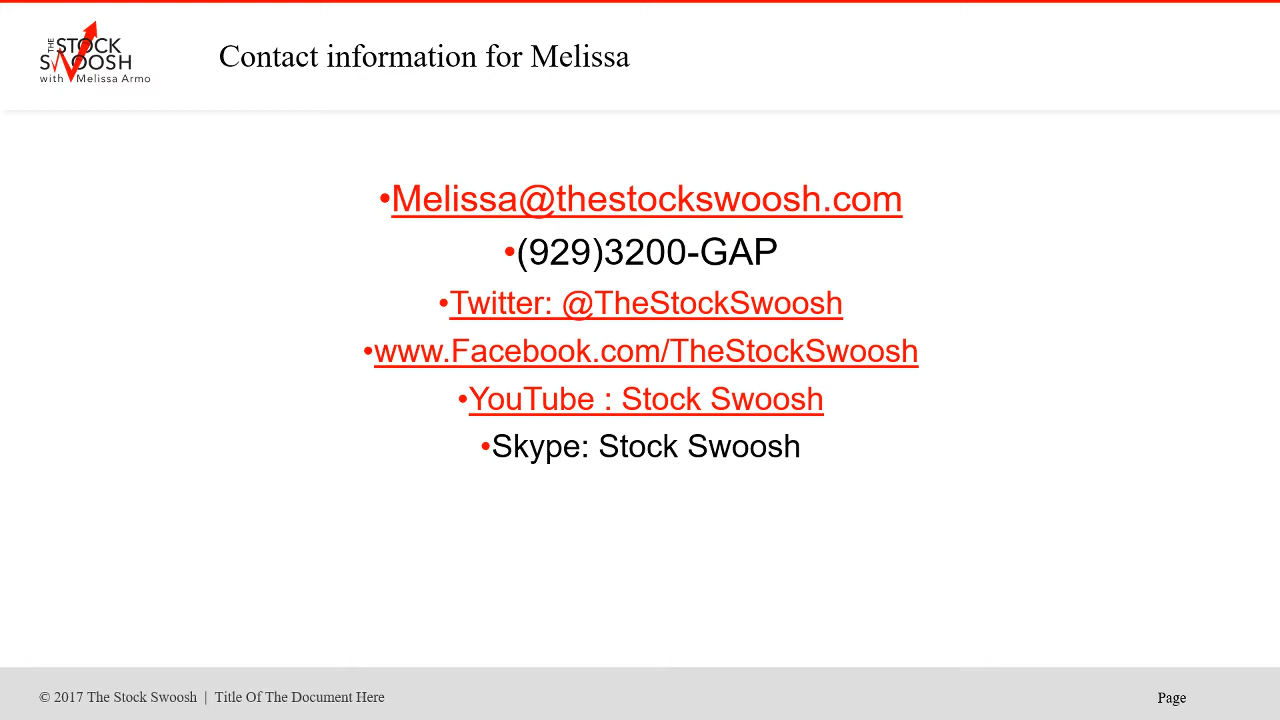 THE STOCK
SWOOSH
with Melissa Armo
Contact information for Melissa
•Melissa@thestockswoosh.com
•(929)3200-GAP
•Twitter: @TheStockSwoosh
•www.Facebook.com/TheStockSwoosh
•YouTube : Stock Swoosh
•Skype: Stock Swoosh
© 2017 The Stock Swoosh | Title Of The Document Here
Page